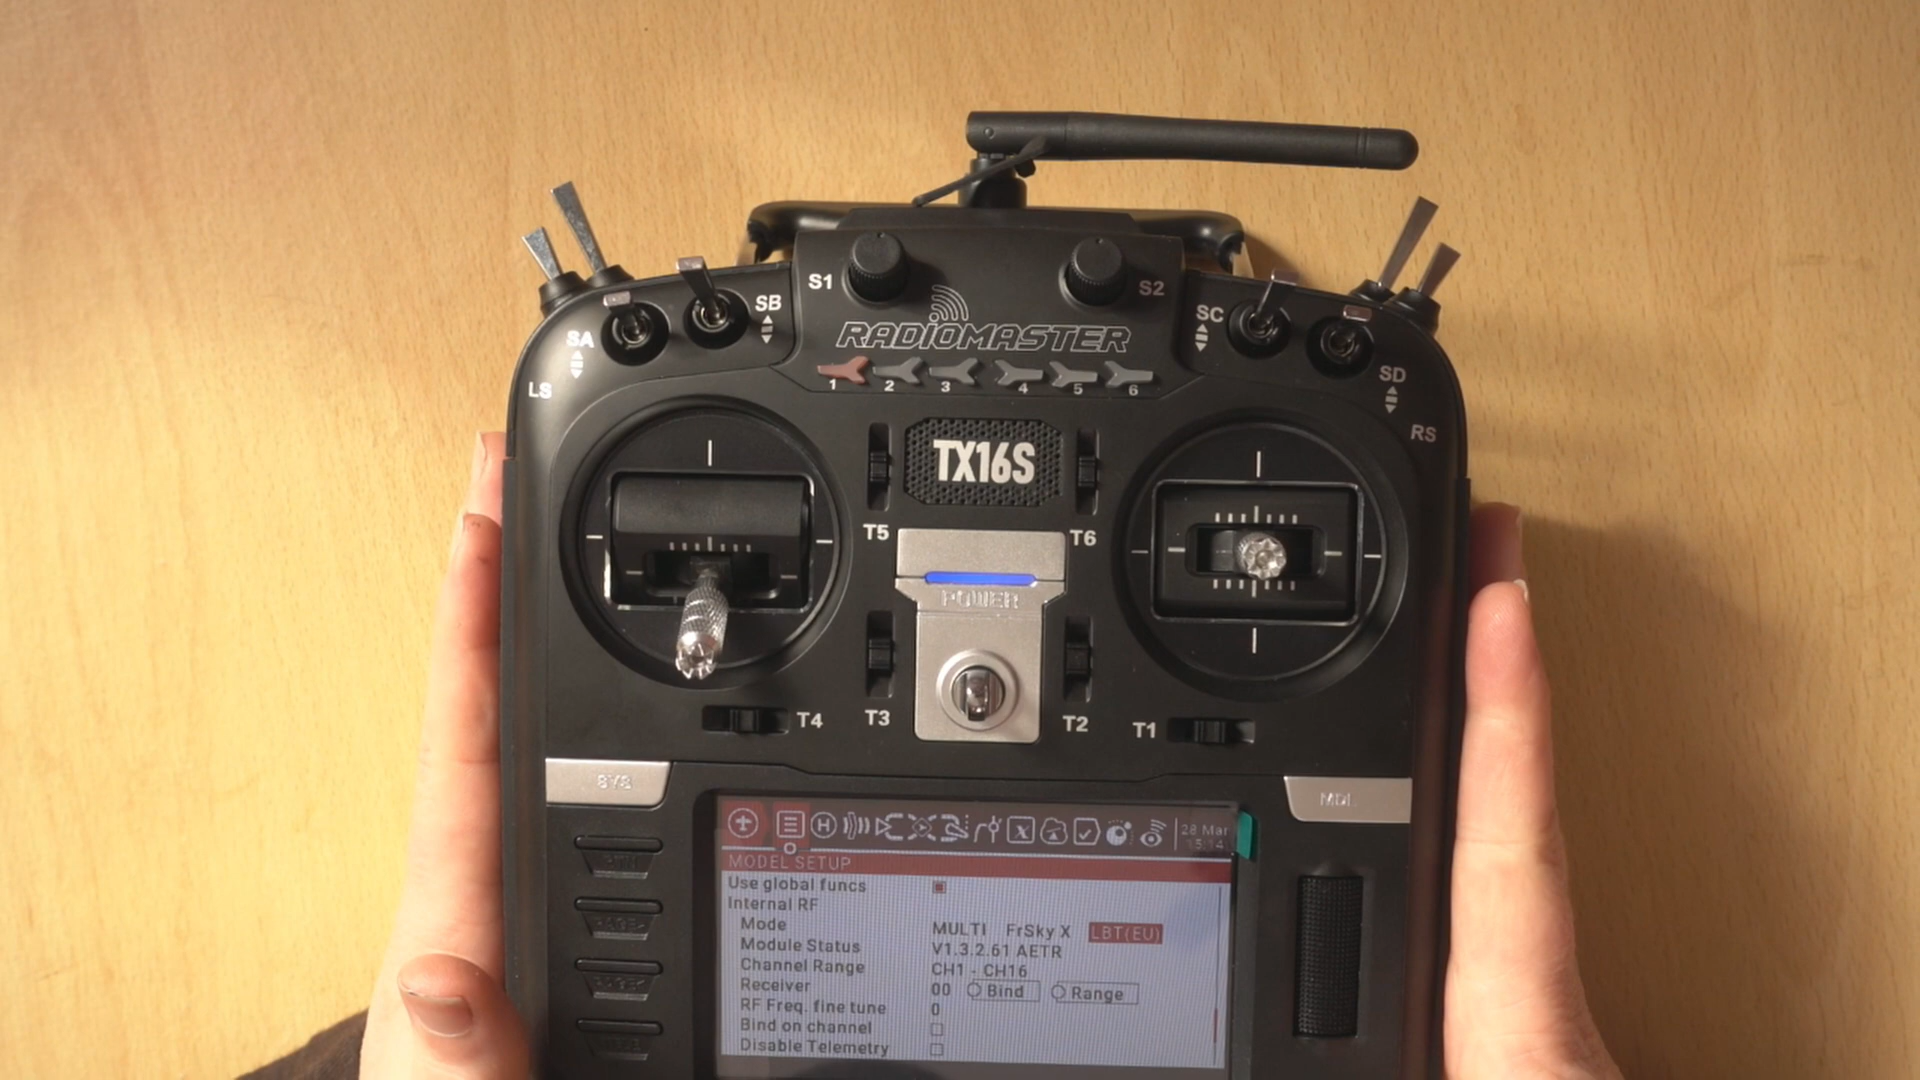 S1
S2
SB
SC
SA
SD
LS
RS
RADIOMASTER
1 2 3 4 5 6
TX16S
T5
T6
POWER
T4
T3
T2
T1
SYS
MDL
28 Mar
15:14
MODEL SETUP
Use global funcs
Internal RF
Mode MULTI FrSky X LBT(EU)
Module Status V1.3.2.61 AETR
Channel Range CH1 - CH16
Receiver 00 Bind Range
RF Freq. fine tune 0
Bind on channel
Disable Telemetry